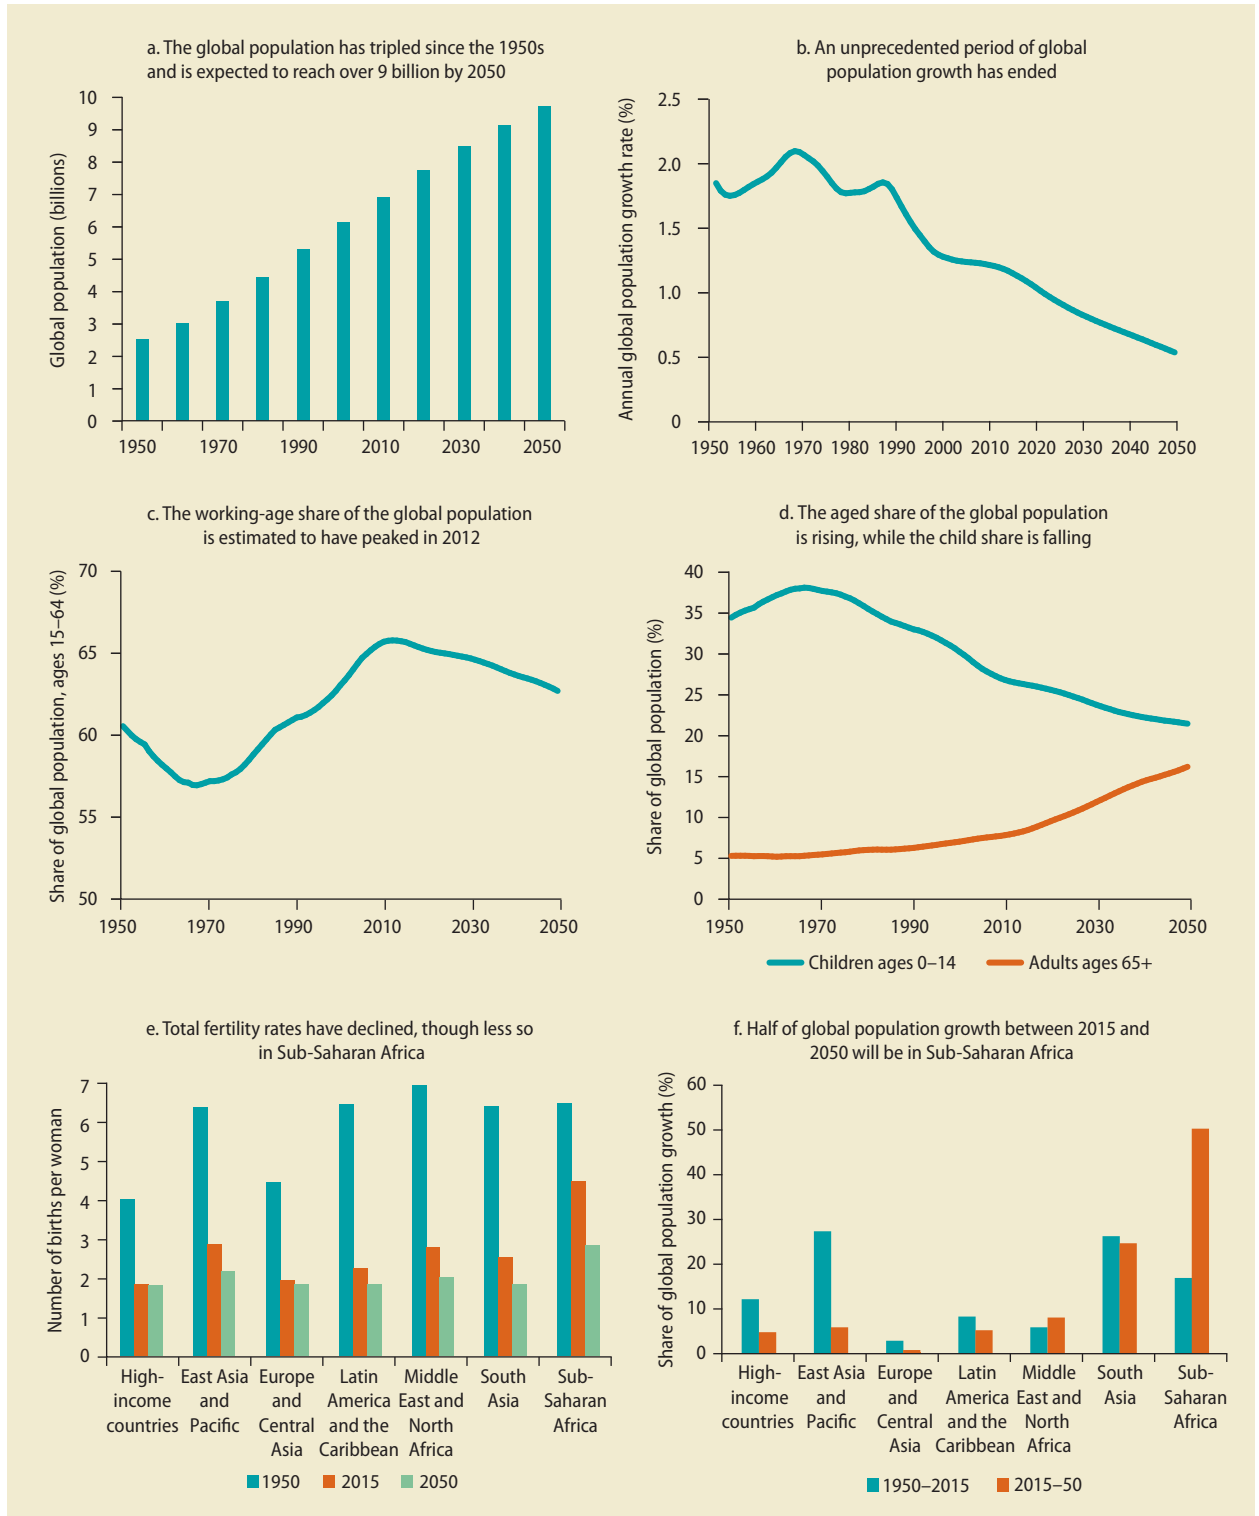 a. The global population has tripled since the 1950s
and is expected to reach over 9 billion by 2050
Global population (billions)
10
9
8
7
6
5
4
3
2
1
0
1950 1970 1990 2010 2030 2050
b. An unprecedented period of global
population growth has ended
Annual global population growth rate (%)
2.5
2.0
1.5
1.0
0.5
0
1950 1960 1970 1980 1990 2000 2010 2020 2030 2040 2050
c. The working-age share of the global population
is estimated to have peaked in 2012
Share of global population, ages 15–64 (%)
70
65
60
55
50
1950 1970 1990 2010 2030 2050
d. The aged share of the global population
is rising, while the child share is falling
Share of global population (%)
40
35
30
25
20
15
10
5
0
1950 1970 1990 2010 2030 2050
Children ages 0–14 Adults ages 65+
e. Total fertility rates have declined, though less so
in Sub-Saharan Africa
Number of births per woman
7
6
5
4
3
2
1
0
High-
income
countries
East Asia
and
Pacific
Europe
and
Central
Asia
Latin
America
and the
Caribbean
Middle
East and
North
Africa
South
Asia
Sub-
Saharan
Africa
1950 2015 2050
f. Half of global population growth between 2015 and
2050 will be in Sub-Saharan Africa
Share of global population growth (%)
60
50
40
30
20
10
0
High-
income
countries
East Asia
and
Pacific
Europe
and
Central
Asia
Latin
America
and the
Caribbean
Middle
East and
North
Africa
South
Asia
Sub-
Saharan
Africa
1950–2015 2015–50